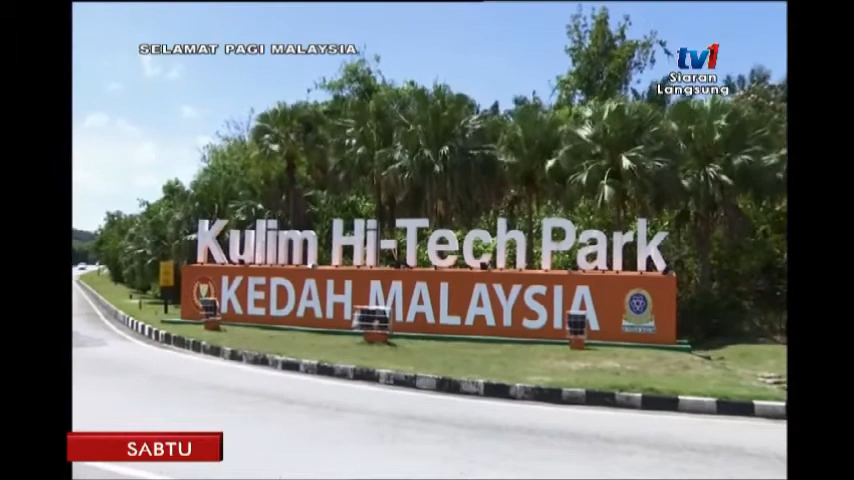 SELAMAT PAGI MALAYSIA
tv1
Siaran
Langsung
Kulim Hi-Tech Park
KEDAH MALAYSIA
SABTU